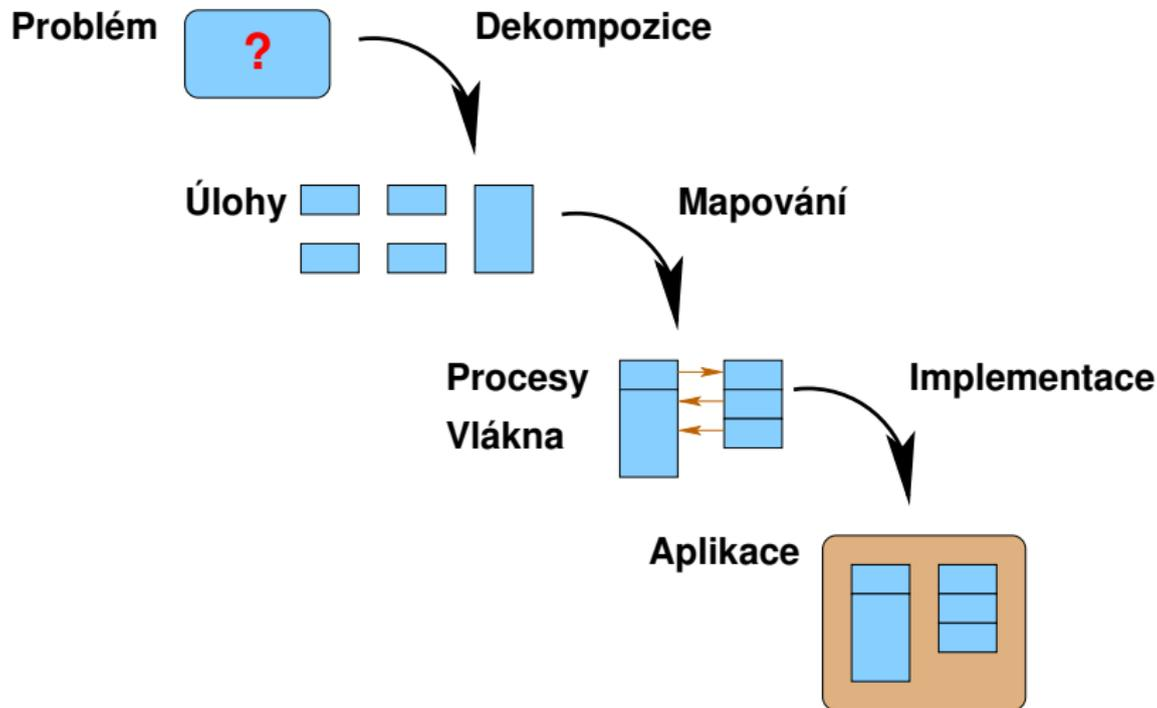 Problém
?
Dekompozice
Úlohy
Mapování
Procesy
Vlákna
Implementace
Aplikace